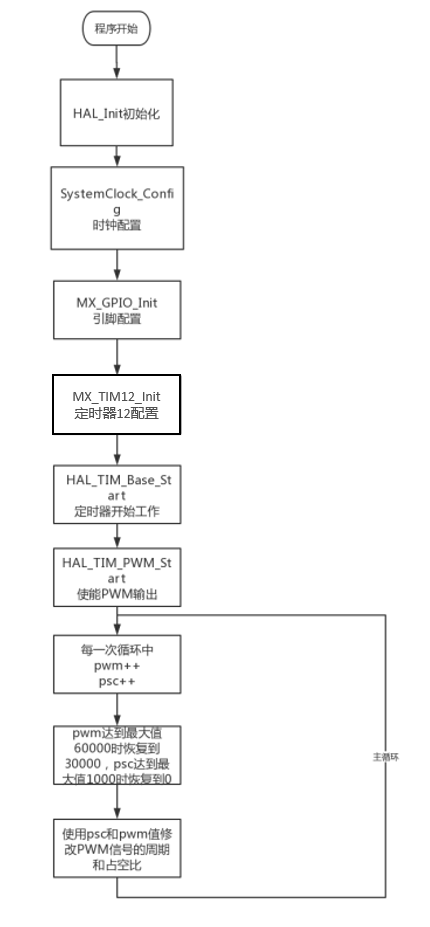 程序开始
HAL_Init初始化
SystemClock_Confi
g
时钟配置
MX_GPIO_Init
引脚配置
MX_TIM12_Init
定时器12配置
HAL_TIM_Base_St
art
定时器开始工作
HAL_TIM_PWM_St
art
使能PWM输出
每一次循环中
pwm++
psc++
pwm达到最大值
60000时恢复到
30000，psc达到最
大值1000时恢复到0
主循环
使用psc和pwm值修
改PWM信号的周期
和占空比